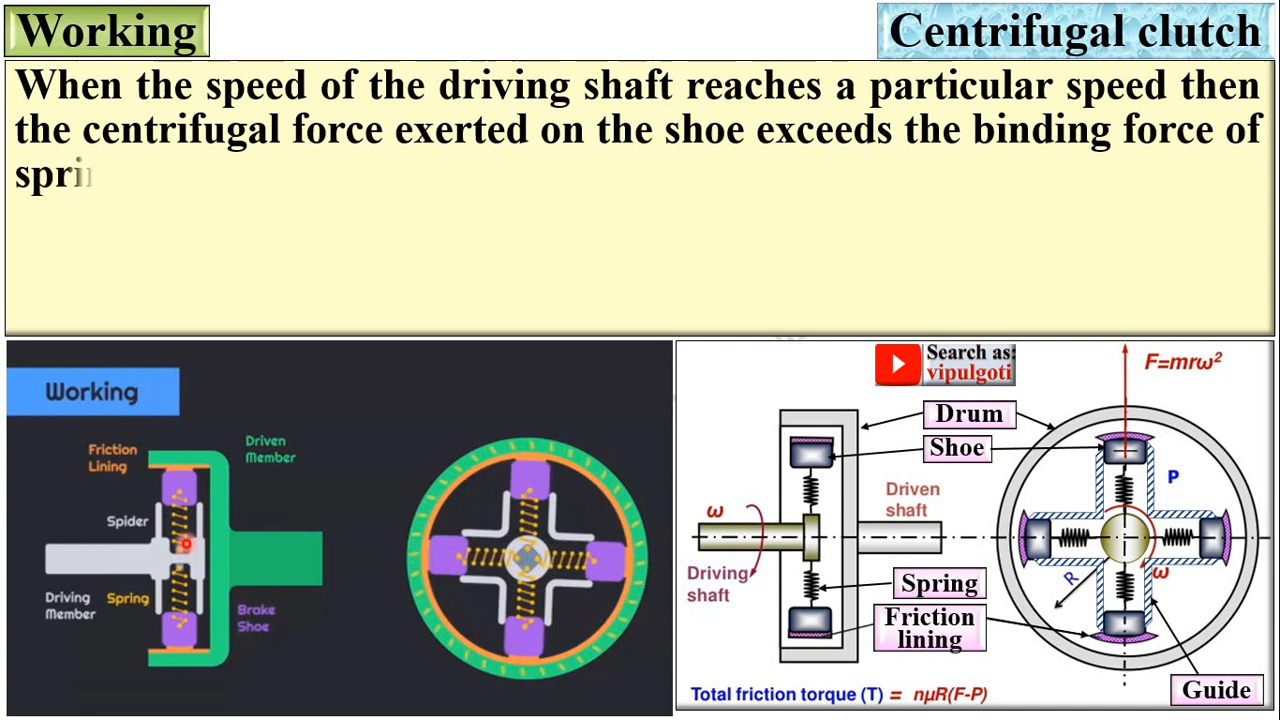 Working
Centrifugal clutch
When the speed of the driving shaft reaches a particular speed then
the centrifugal force exerted on the shoe exceeds the binding force of
Working
Friction
Lining
Driven
Member
Spider
Driving
Member
Spring
Brake
Shoe
Search as:
vipulgoti
F=mrω²
Drum
Shoe
P
Driven
shaft
ω
Driving
shaft
R
ω
Spring
Friction
lining
Guide
Total friction torque (T) = nμR(F-P)